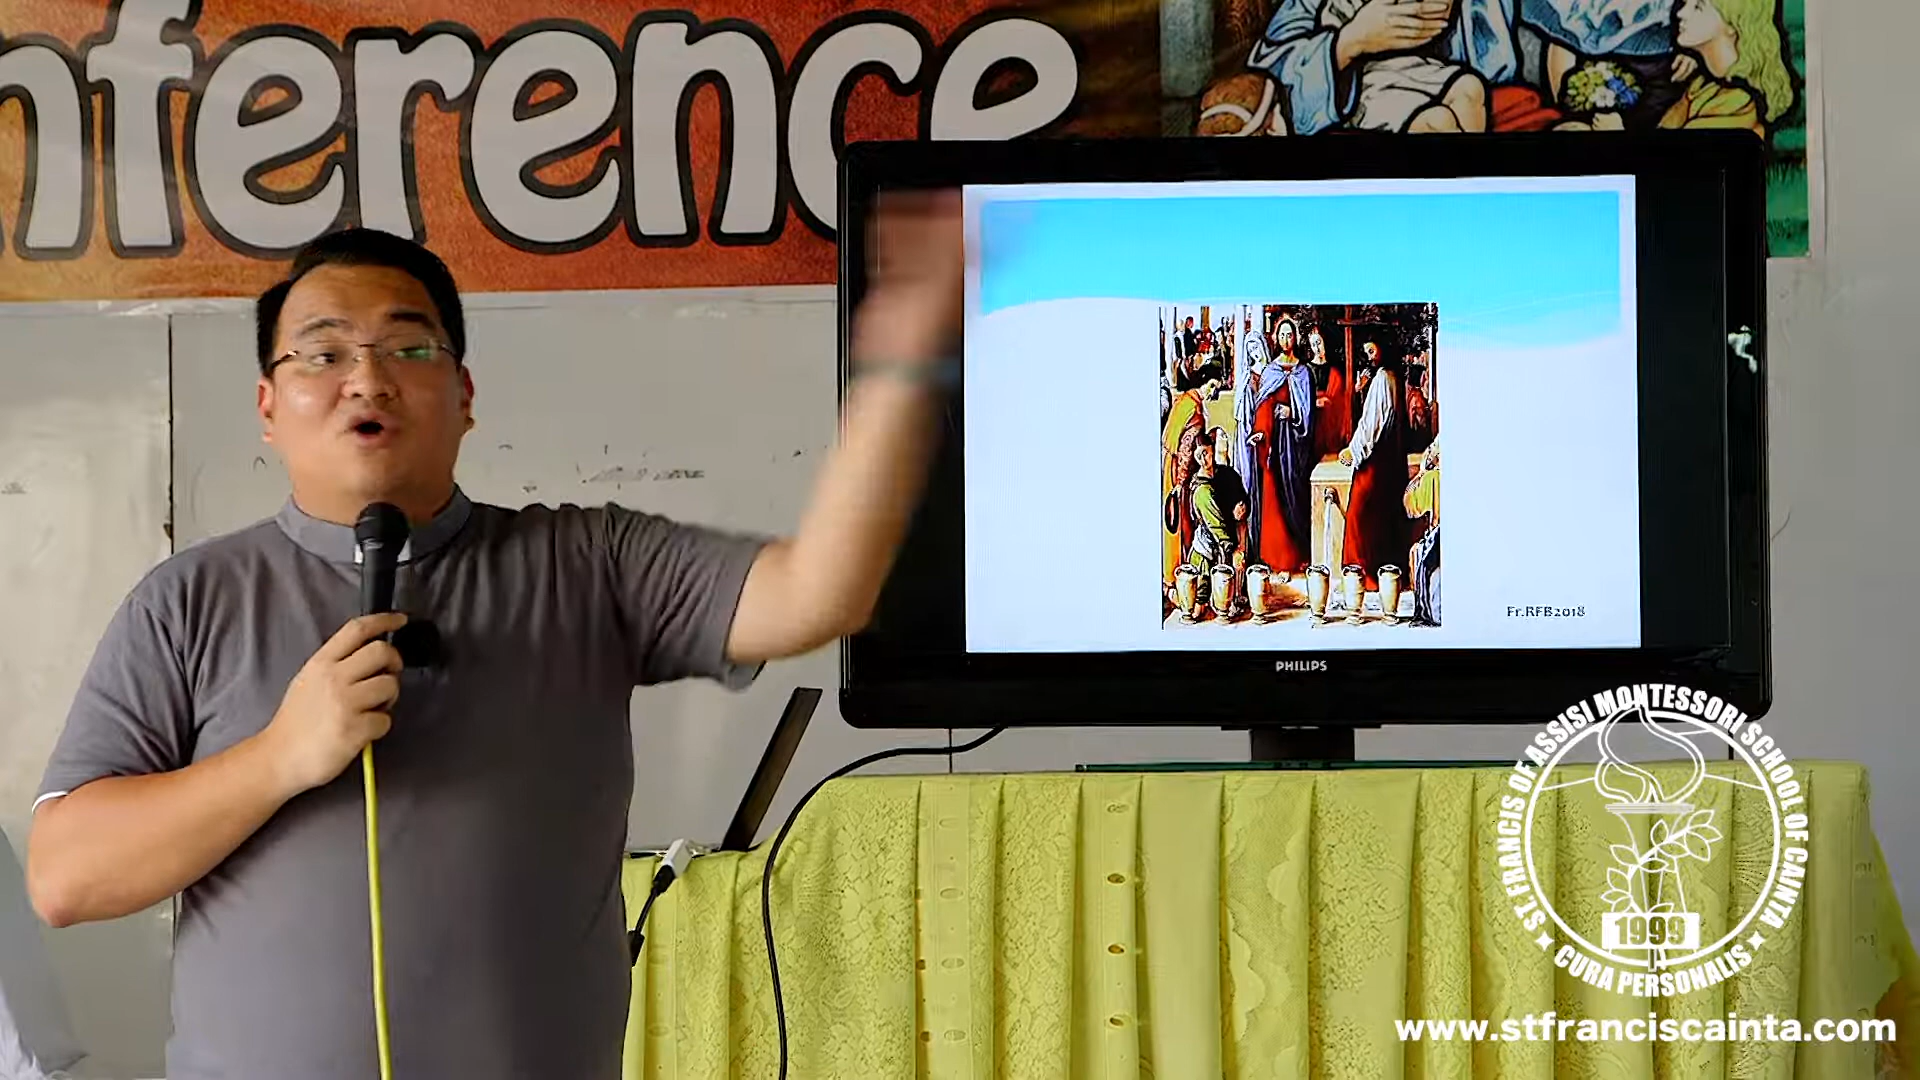 nference
Fr.RFB2018
PHILIPS
ST. FRANCIS OF ASSISI MONTESSORI SCHOOL OF CAINTA
1999
CURA PERSONALIS
www.stfranciscainta.com